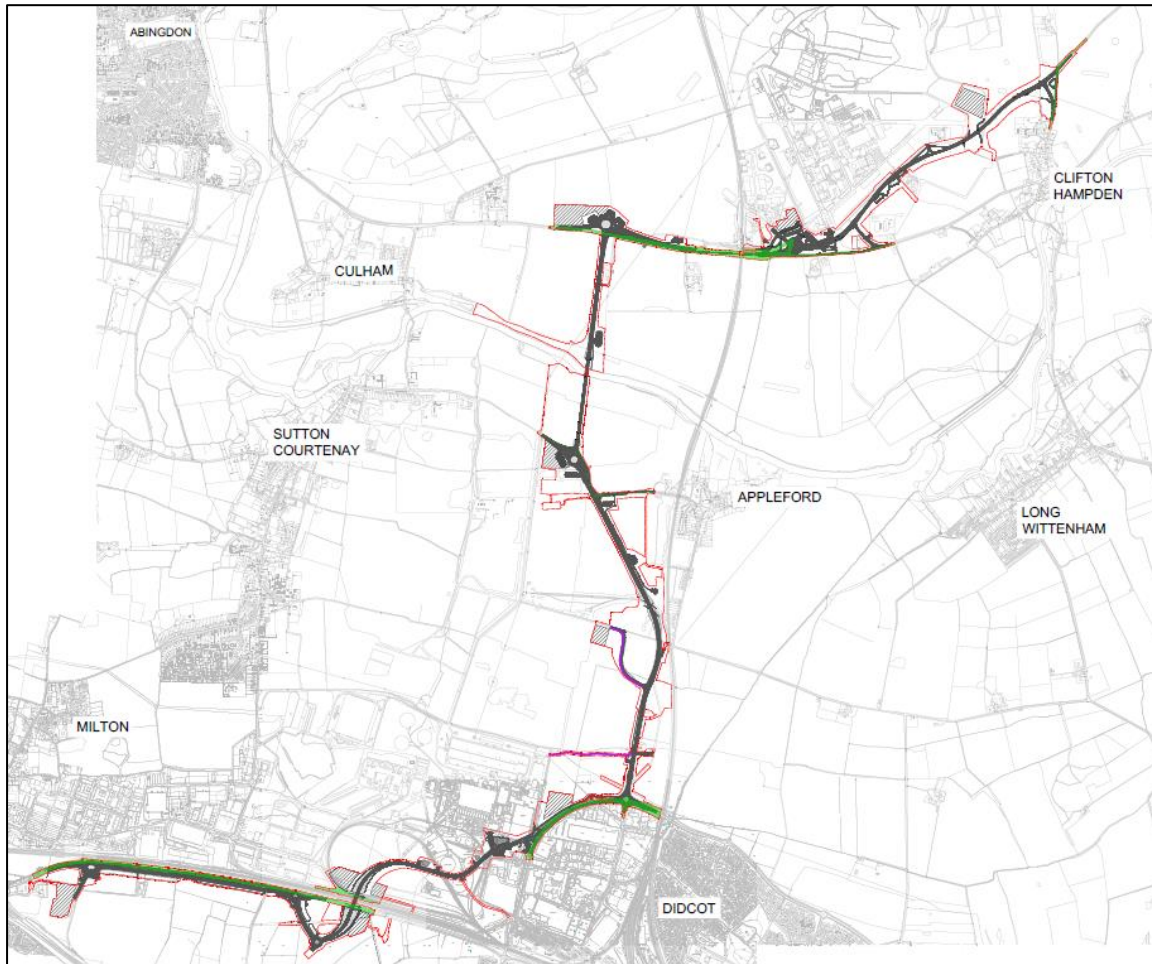 ABINGDON
CLIFTON
HAMPDEN
CULHAM
SUTTON
COURTENAY
APPLEFORD
LONG
WITTENHAM
MILTON
DIDCOT